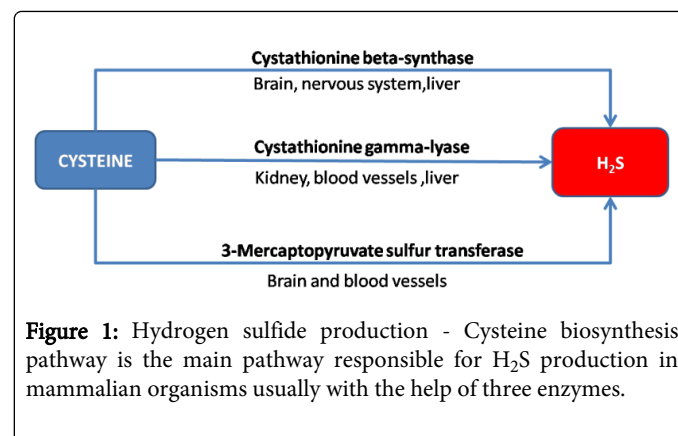 Cystathionine beta-synthase
Brain, nervous system,liver
CYSTEINE
Cystathionine gamma-lyase
Kidney, blood vessels ,liver
H₂S
3-Mercaptopyruvate sulfur transferase
Brain and blood vessels
Figure 1: Hydrogen sulfide production - Cysteine biosynthesis
pathway is the main pathway responsible for H₂S production in
mammalian organisms usually with the help of three enzymes.